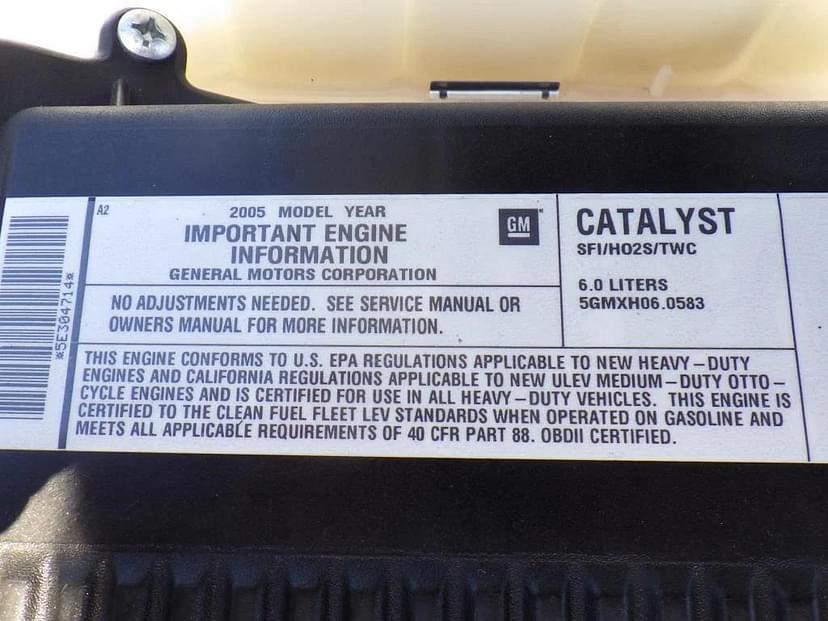 A2
2005 MODEL YEAR
IMPORTANT ENGINE
INFORMATION
GENERAL MOTORS CORPORATION
GM
CATALYST
SFI/HO2S/TWC
6.0 LITERS
5GMXH06.0583
NO ADJUSTMENTS NEEDED. SEE SERVICE MANUAL OR
OWNERS MANUAL FOR MORE INFORMATION.
*5E304714*
THIS ENGINE CONFORMS TO U.S. EPA REGULATIONS APPLICABLE TO NEW HEAVY–DUTY
ENGINES AND CALIFORNIA REGULATIONS APPLICABLE TO NEW ULEV MEDIUM–DUTY OTTO–
CYCLE ENGINES AND IS CERTIFIED FOR USE IN ALL HEAVY–DUTY VEHICLES. THIS ENGINE IS
CERTIFIED TO THE CLEAN FUEL FLEET LEV STANDARDS WHEN OPERATED ON GASOLINE AND
MEETS ALL APPLICABLE REQUIREMENTS OF 40 CFR PART 88. OBDII CERTIFIED.